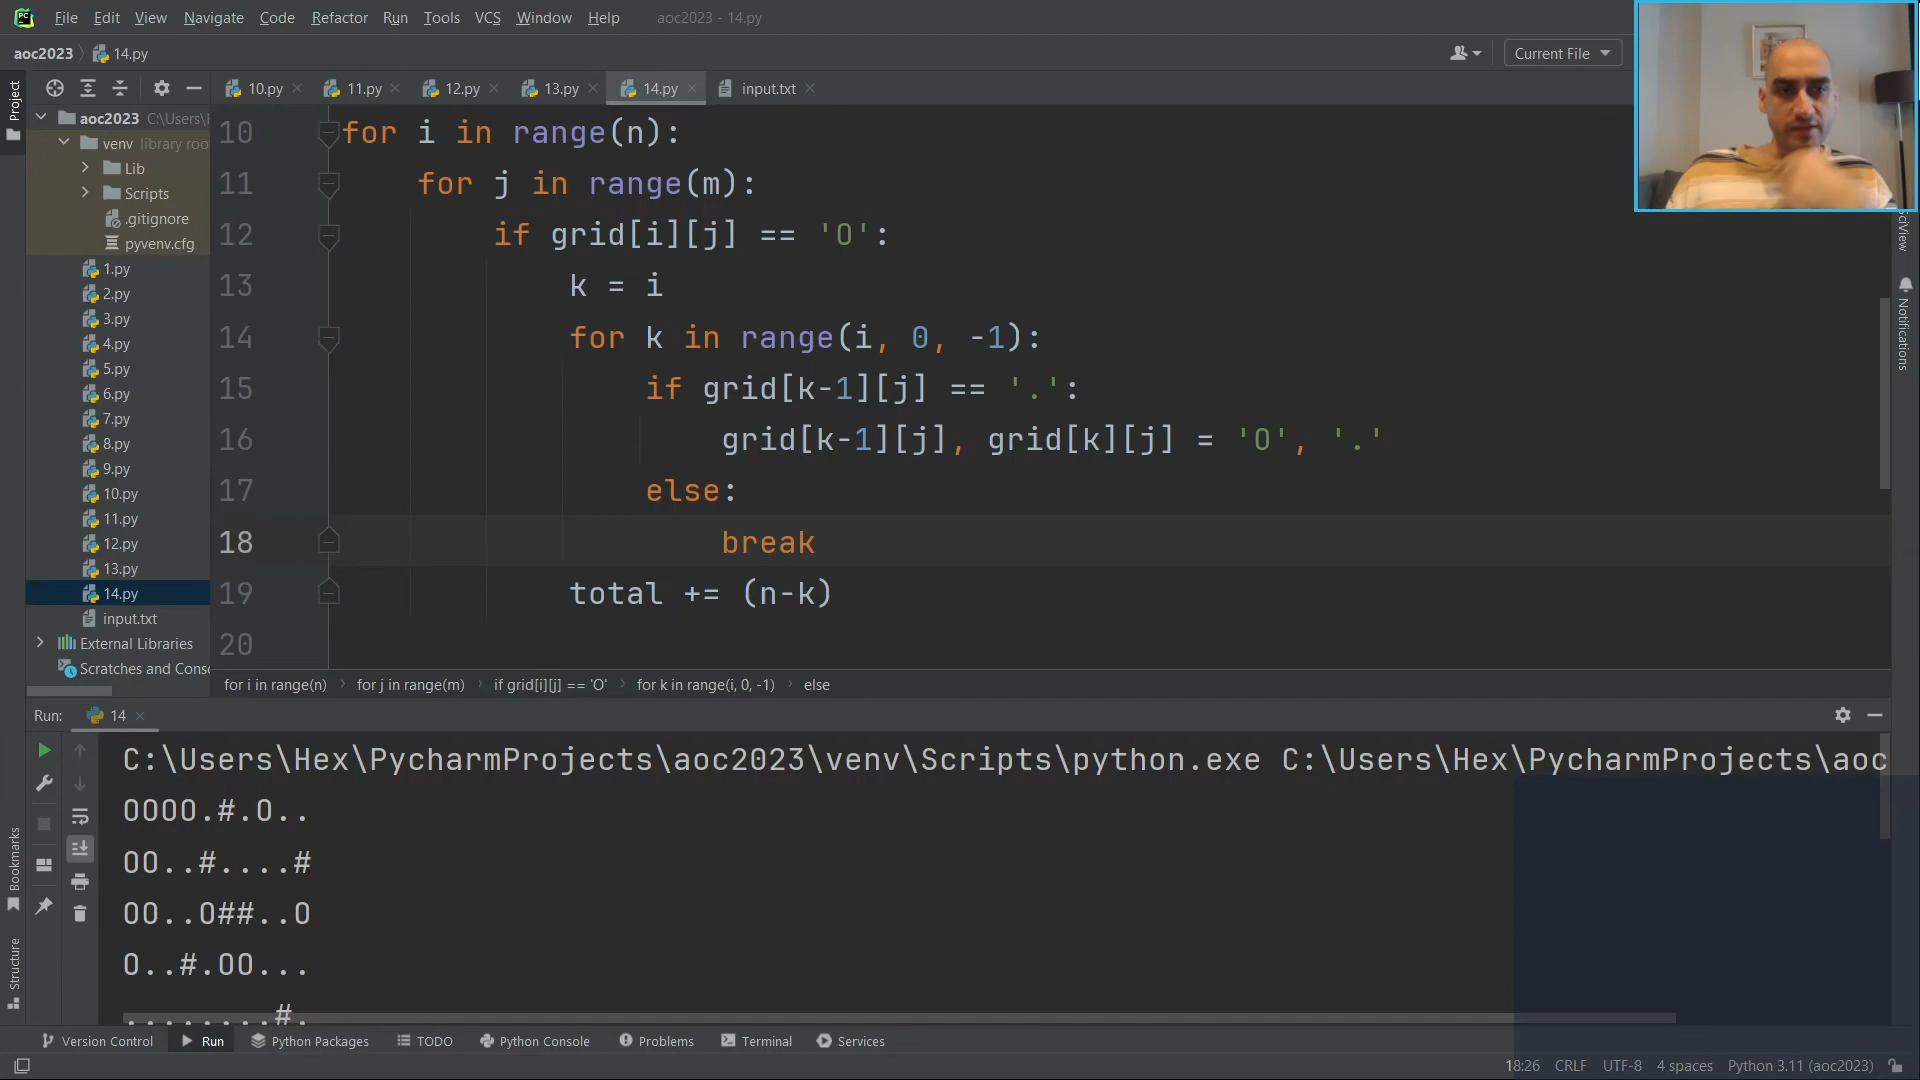 File Edit View Navigate Code Refactor Run Tools VCS Window Help aoc2023 - 14.py
aoc2023 14.py Current File
Project
10.py 11.py 12.py 13.py 14.py input.txt
aoc2023 C:\Users\
venv library roo
Lib
Scripts
.gitignore
pyvenv.cfg
1.py
2.py
3.py
4.py
5.py
6.py
7.py
8.py
9.py
10.py
11.py
12.py
13.py
14.py
input.txt
External Libraries
Scratches and Conso
10 for i in range(n):
11 for j in range(m):
12 if grid[i][j] == 'O':
13 k = i
14 for k in range(i, 0, -1):
15 if grid[k-1][j] == '.':
16 grid[k-1][j], grid[k][j] = 'O', '.'
17 else:
18 break
19 total += (n-k)
20
for i in range(n) for j in range(m) if grid[i][j] == 'O' for k in range(i, 0, -1) else
SciView
Notifications
Run: 14
C:\Users\Hex\PycharmProjects\aoc2023\venv\Scripts\python.exe C:\Users\Hex\PycharmProjects\aoc
OOOO.#.O..
OO..#....#
OO..O##..O
O..#.OO...
........#.
Bookmarks
Structure
Version Control Run Python Packages TODO Python Console Problems Terminal Services
18:26 CRLF UTF-8 4 spaces Python 3.11 (aoc2023)